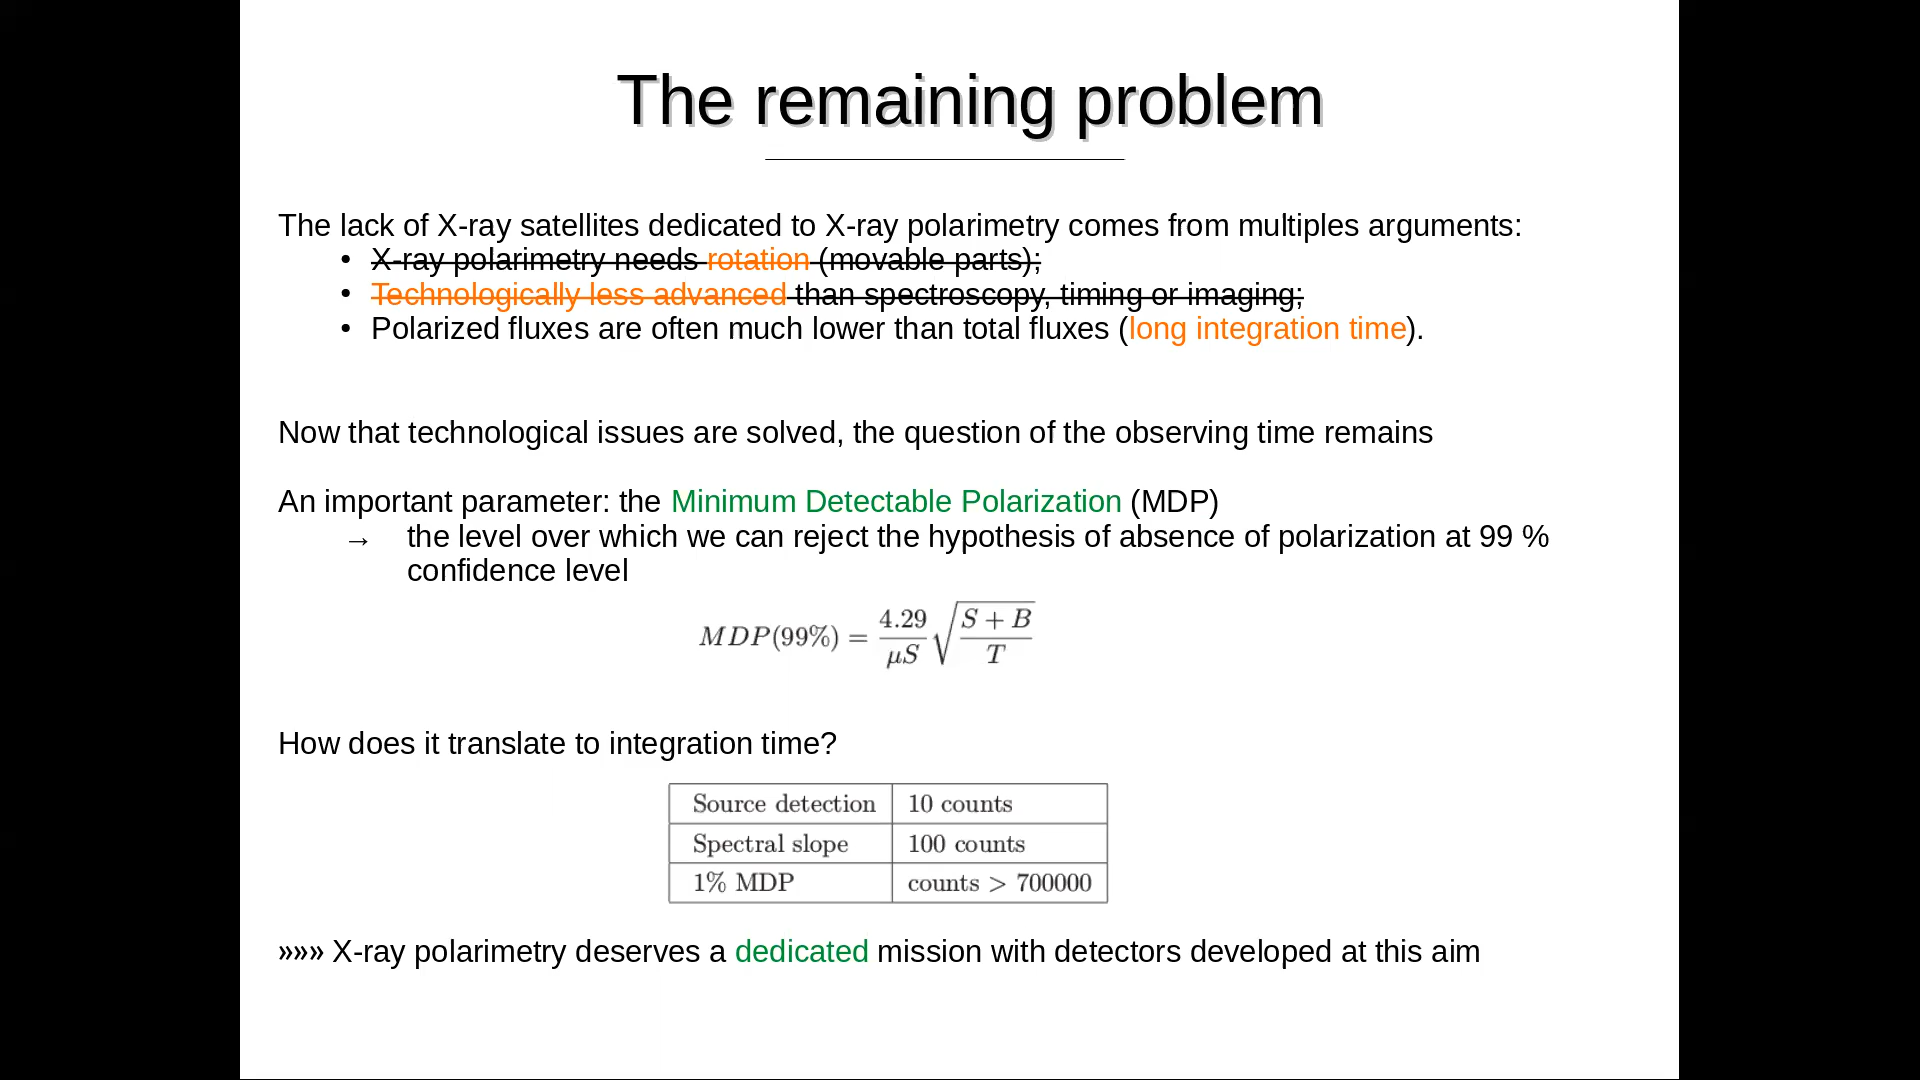 The remaining problem
The lack of X-ray satellites dedicated to X-ray polarimetry comes from multiples arguments:
• X-ray polarimetry needs rotation (movable parts);
• Technologically less advanced than spectroscopy, timing or imaging;
• Polarized fluxes are often much lower than total fluxes (long integration time).
Now that technological issues are solved, the question of the observing time remains
An important parameter: the Minimum Detectable Polarization (MDP)
→ the level over which we can reject the hypothesis of absence of polarization at 99 %
confidence level
MDP(99%) = 4.29/μS √((S + B)/T)
How does it translate to integration time?
Source detection 10 counts
Spectral slope 100 counts
1% MDP counts > 700000
»»» X-ray polarimetry deserves a dedicated mission with detectors developed at this aim